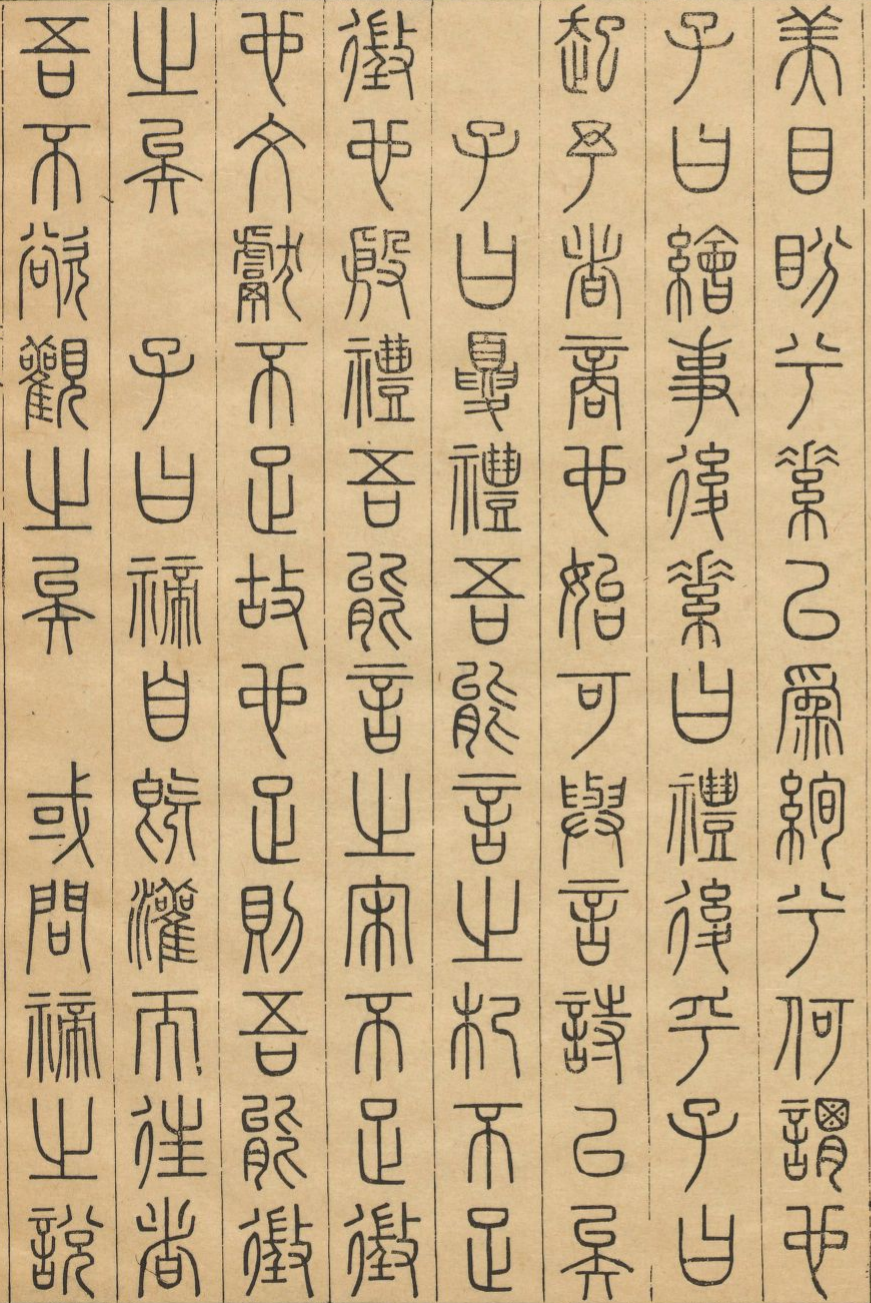 美目盼兮素以爲絢兮何謂也
子曰繪事後素曰禮後乎子曰
起予者商也始可與言詩已矣
子曰夏禮吾能言之杞不足
徵也殷禮吾能言之宋不足徵
也文獻不足故也足則吾能徵
之矣　子曰禘自既灌而往者
吾不欲觀之矣　或問禘之說